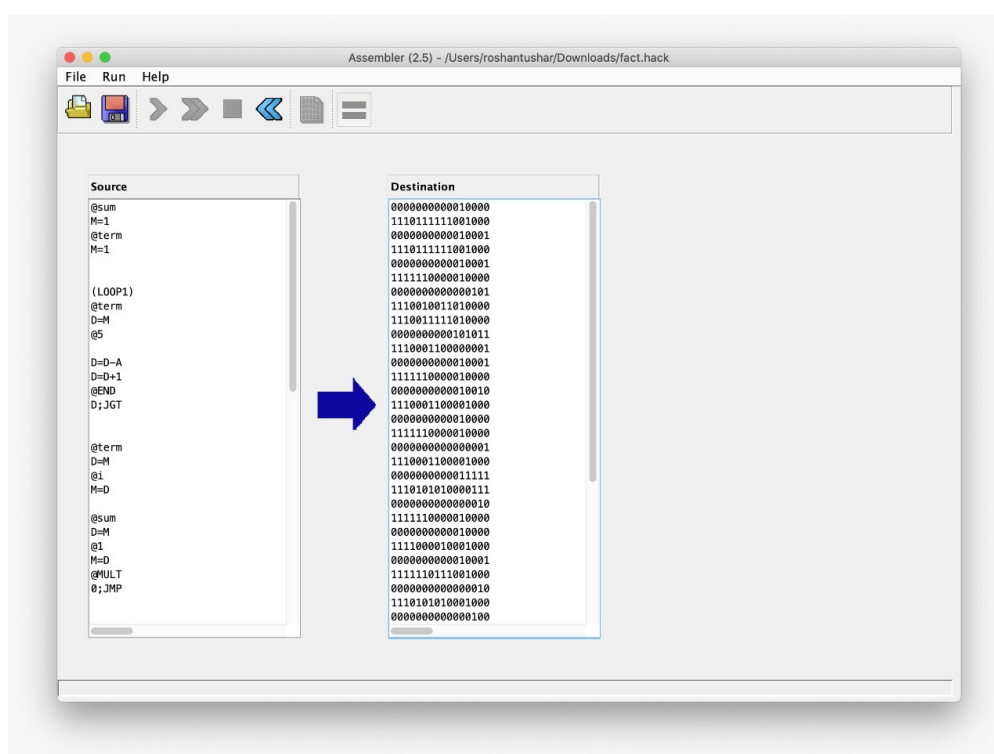 Assembler (2.5) - /Users/roshantushar/Downloads/fact.hack
File Run Help
Source
@sum
M=1
@term
M=1
(LOOP1)
@term
D=M
@5
D=D-A
D=D+1
@END
D;JGT
@term
D=M
@i
M=D
@sum
D=M
@1
M=D
@MULT
0;JMP
Destination
0000000000010000
1110111111001000
0000000000010001
1110111111001000
0000000000010001
1111110000010000
0000000000000101
1110010011010000
1110011111010000
0000000000101011
1110001100000001
0000000000010001
1111110000010000
0000000000010010
1110001100001000
0000000000010000
1111110000010000
0000000000000001
1110001100001000
0000000000011111
1110101010000111
0000000000000010
1111110000010000
0000000000010000
1111000010001000
0000000000010001
1111110111001000
0000000000000010
1110101010001000
0000000000000100